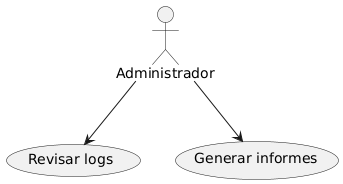 Administrador
Revisar logs
Generar informes